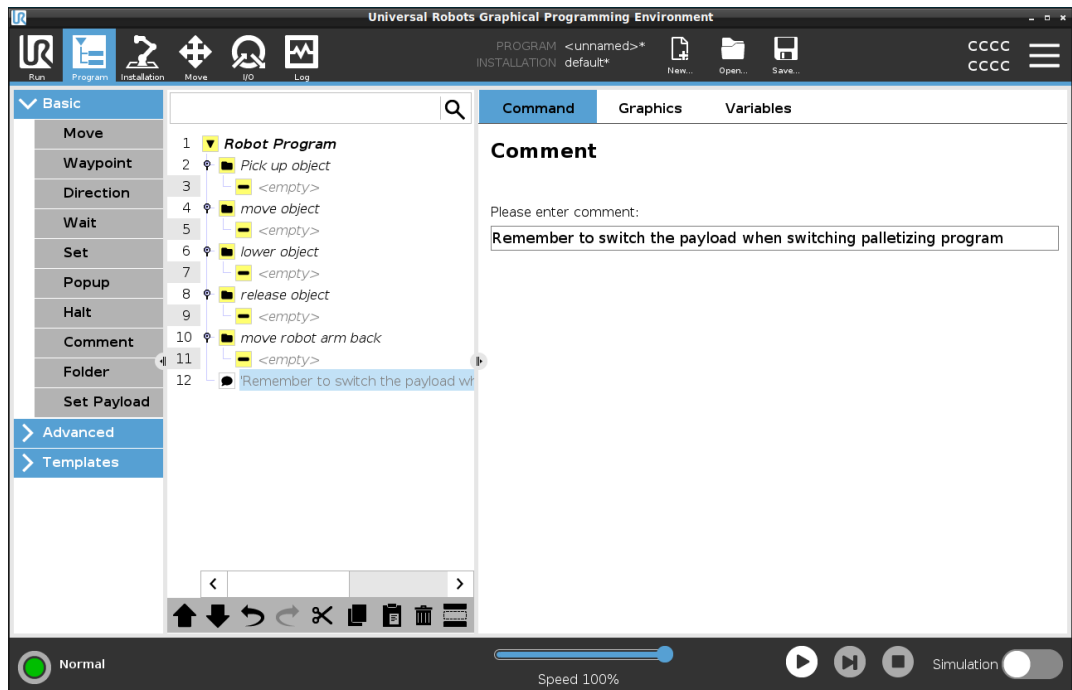 Universal Robots Graphical Programming Environment
UR
Run
Program
Installation
Move
I/O
Log
PROGRAM <unnamed>*
INSTALLATION default*
New...
Open...
Save...
CCCC
CCCC
Basic
Move
Waypoint
Direction
Wait
Set
Popup
Halt
Comment
Folder
Set Payload
Advanced
Templates
1 Robot Program
2 Pick up object
3 <empty>
4 move object
5 <empty>
6 lower object
7 <empty>
8 release object
9 <empty>
10 move robot arm back
11 <empty>
12 'Remember to switch the payload wh
Command Graphics Variables
Comment
Please enter comment:
Remember to switch the payload when switching palletizing program
Normal
Speed 100%
Simulation